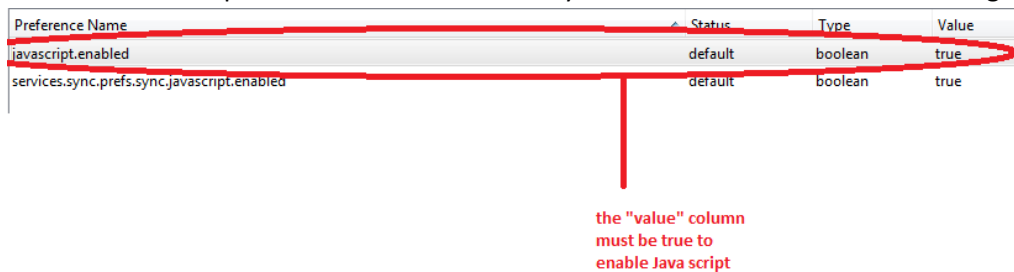 Preference Name Status Type Value
javascript.enabled default boolean true
services.sync.prefs.sync.javascript.enabled default boolean true
the "value" column
must be true to
enable Java script